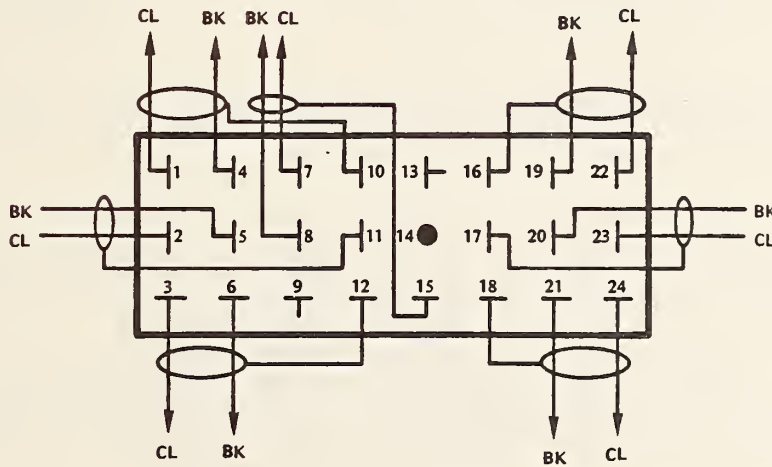 CL BK BK CL BK CL
1 4 7 10 13 16 19 22
BK BK
2 5 8 11 14 17 20 23
CL CL
3 6 9 12 15 18 21 24
CL BK BK CL